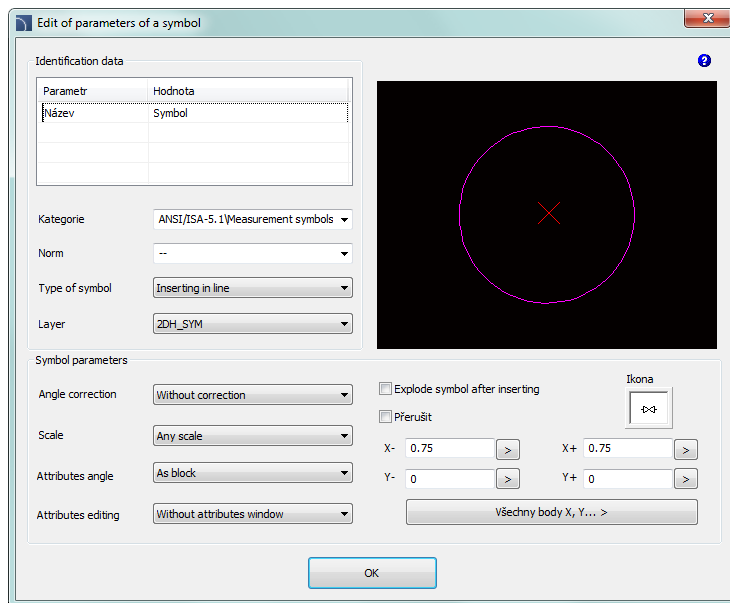 Edit of parameters of a symbol
Identification data
Parametr Hodnota
Název Symbol
Kategorie ANSI/ISA-5.1\Measurement symbols
Norm --
Type of symbol Inserting in line
Layer 2DH_SYM
Symbol parameters
Angle correction Without correction
Scale Any scale
Attributes angle As block
Attributes editing Without attributes window
Explode symbol after inserting
Přerušit
Ikona
X- 0.75 > X+ 0.75 >
Y- 0 > Y+ 0 >
Všechny body X, Y... >
OK